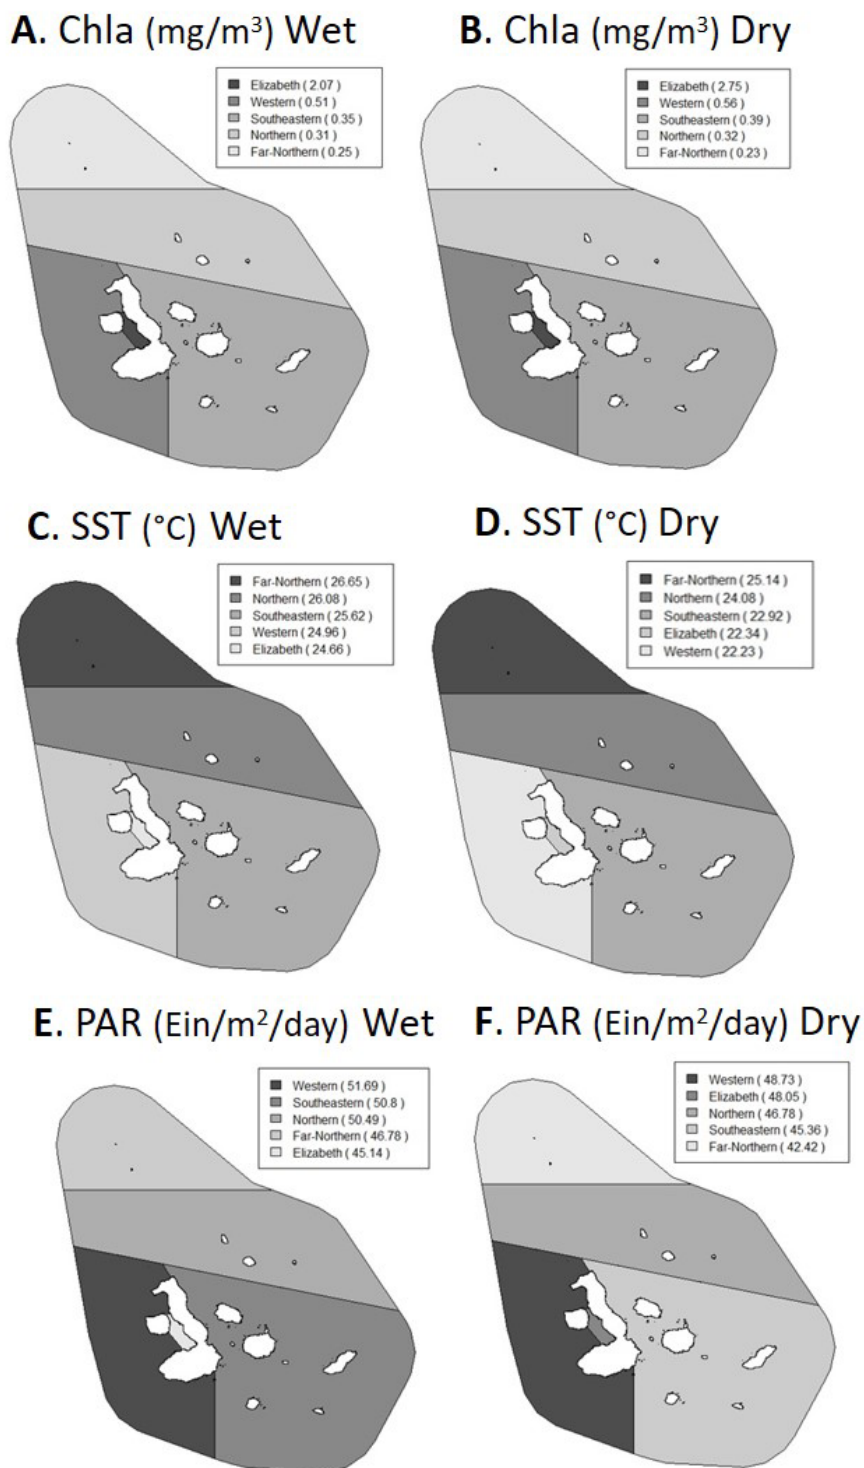 A. Chla (mg/m³) Wet
Elizabeth ( 2.07 )
Western ( 0.51 )
Southeastern ( 0.35 )
Northern ( 0.31 )
Far-Northern ( 0.25 )
B. Chla (mg/m³) Dry
Elizabeth ( 2.75 )
Western ( 0.56 )
Southeastern ( 0.39 )
Northern ( 0.32 )
Far-Northern ( 0.23 )
C. SST (°C) Wet
Far-Northern ( 26.65 )
Northern ( 26.08 )
Southeastern ( 25.62 )
Western ( 24.96 )
Elizabeth ( 24.66 )
D. SST (°C) Dry
Far-Northern ( 25.14 )
Northern ( 24.08 )
Southeastern ( 22.92 )
Elizabeth ( 22.34 )
Western ( 22.23 )
E. PAR (Ein/m²/day) Wet
Western ( 51.69 )
Southeastern ( 50.8 )
Northern ( 50.49 )
Far-Northern ( 46.78 )
Elizabeth ( 45.14 )
F. PAR (Ein/m²/day) Dry
Western ( 48.73 )
Elizabeth ( 48.05 )
Northern ( 46.78 )
Southeastern ( 45.36 )
Far-Northern ( 42.42 )